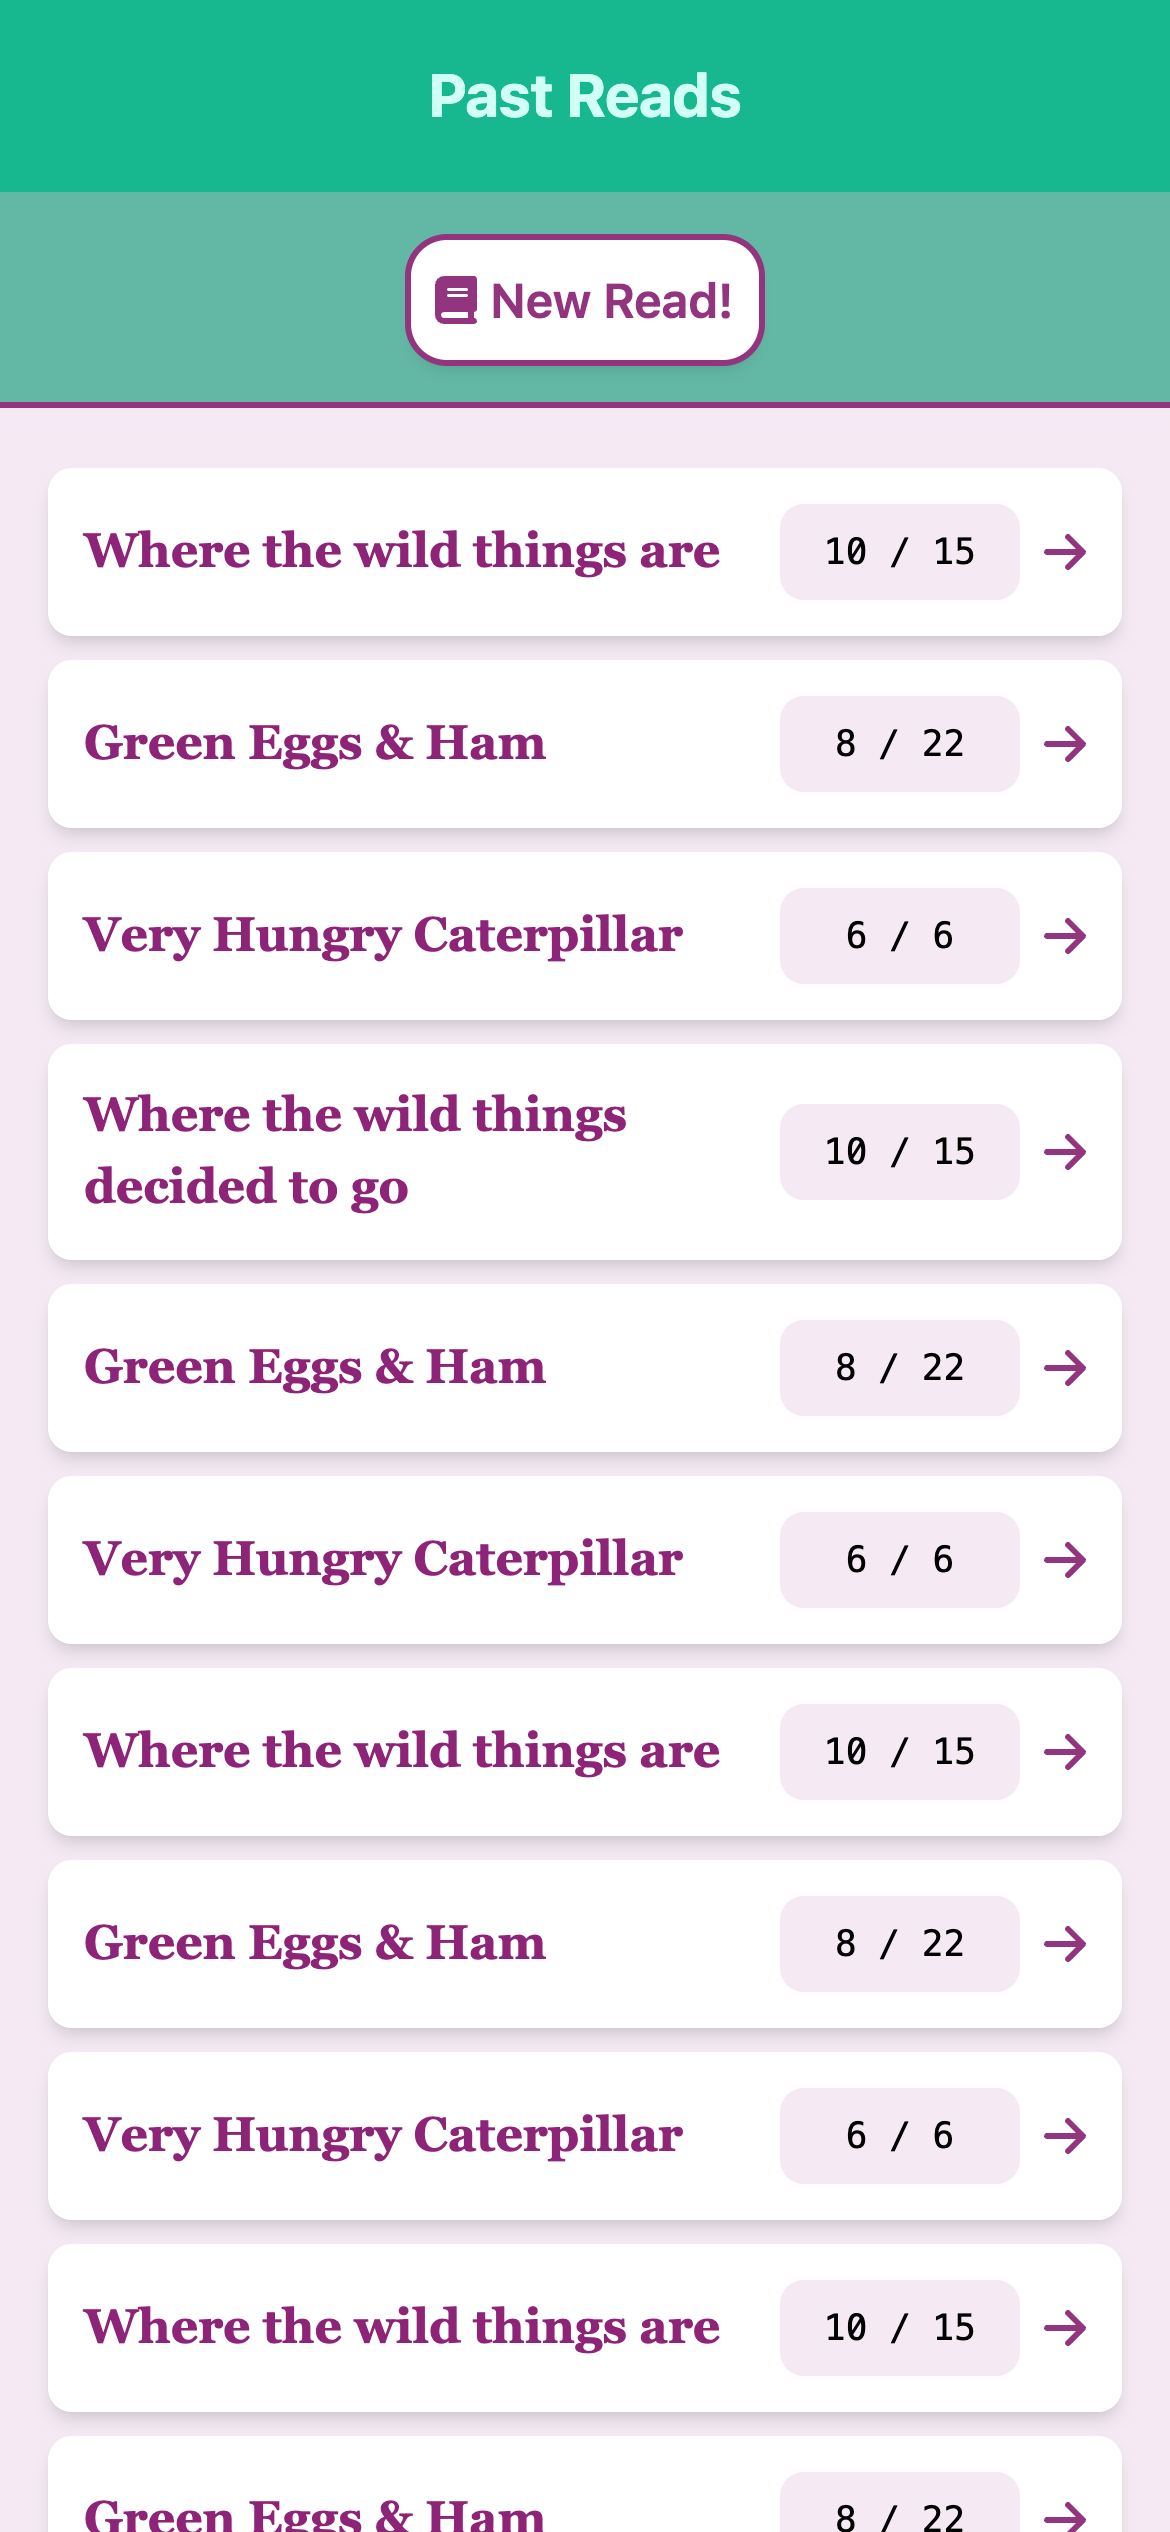 Past Reads
New Read!
Where the wild things are 10 / 15
Green Eggs & Ham 8 / 22
Very Hungry Caterpillar 6 / 6
Where the wild things
decided to go 10 / 15
Green Eggs & Ham 8 / 22
Very Hungry Caterpillar 6 / 6
Where the wild things are 10 / 15
Green Eggs & Ham 8 / 22
Very Hungry Caterpillar 6 / 6
Where the wild things are 10 / 15
Green Eggs & Ham 8 / 22